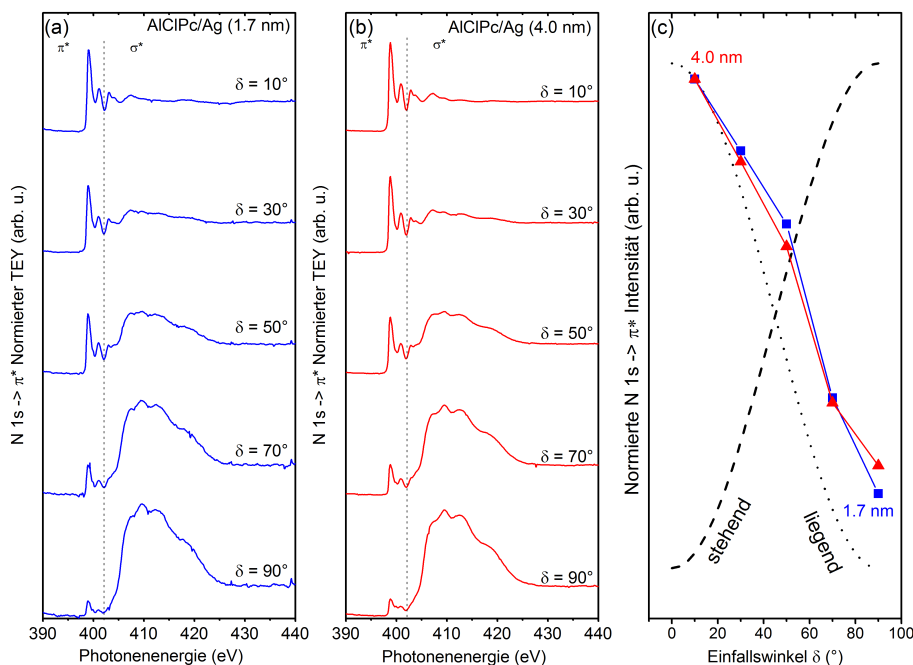 (a) AlClPc/Ag (1.7 nm)
π* σ*
δ = 10°
δ = 30°
δ = 50°
δ = 70°
δ = 90°
N 1s -> π* Normierter TEY (arb. u.)
390 400 410 420 430 440
Photonenenergie (eV)
(b) AlClPc/Ag (4.0 nm)
π* σ*
δ = 10°
δ = 30°
δ = 50°
δ = 70°
δ = 90°
N 1s -> π* Normierter TEY (arb. u.)
390 400 410 420 430 440
Photonenenergie (eV)
(c)
4.0 nm
1.7 nm
stehend
liegend
Normierte N 1s -> π* Intensität (arb. u.)
0 20 40 60 80 100
Einfallswinkel δ (°)